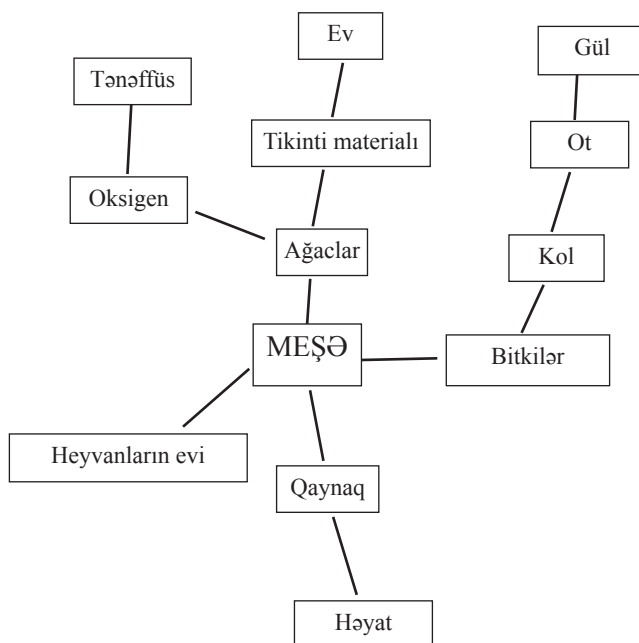 Ev
Gül
Tənəffüs
Tikinti materialı
Ot
Oksigen
Ağaclar
Kol
MEŞƏ
Bitkilər
Heyvanların evi
Qaynaq
Həyat